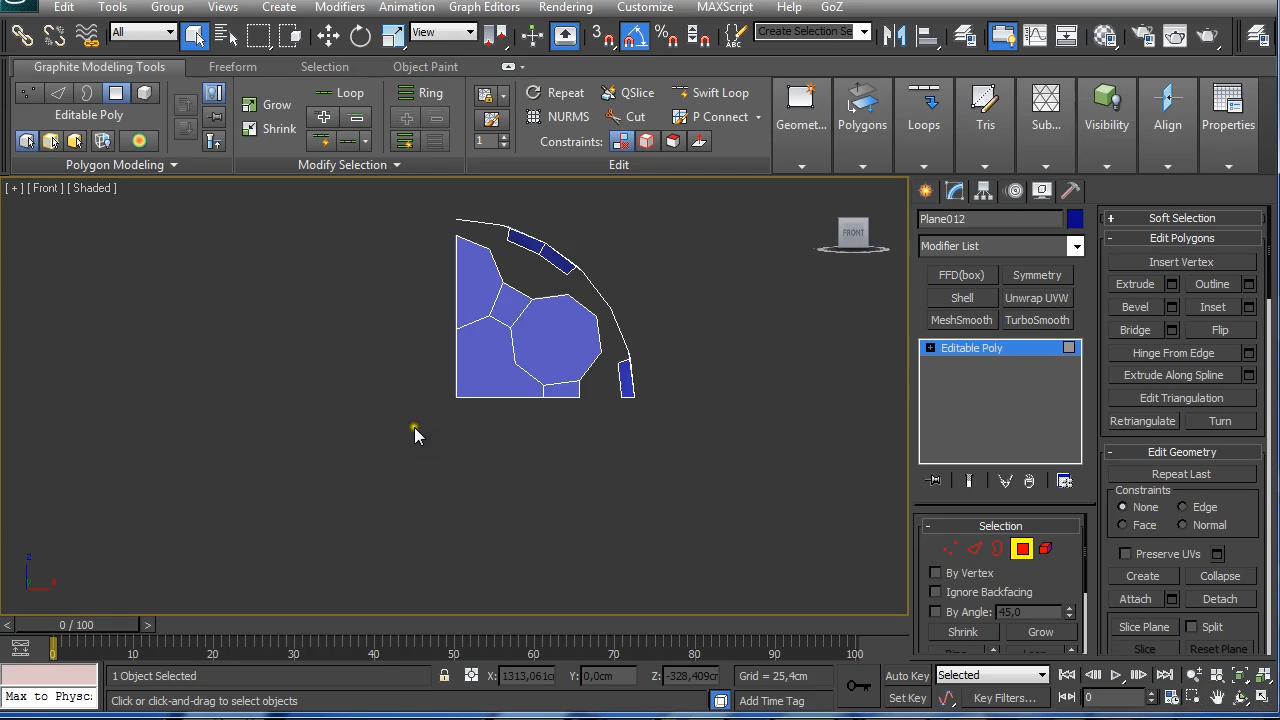 Edit Tools Group Views Create Modifiers Animation Graph Editors Rendering Customize MAXScript Help GoZ
All View 3 Create Selection Se
Graphite Modeling Tools Freeform Selection Object Paint
Editable Poly
Polygon Modeling
Grow Loop Ring
Shrink
Modify Selection
Repeat QSlice Swift Loop
NURMS Cut P Connect
1 Constraints:
Edit
Geomet... Polygons Loops Tris Sub... Visibility Align Properties
[ + ] [ Front ] [ Shaded ]
FRONT
z
x
Plane012
Modifier List
FFD(box) Symmetry
Shell Unwrap UVW
MeshSmooth TurboSmooth
Editable Poly
Selection
By Vertex
Ignore Backfacing
By Angle: 45,0
Shrink Grow
Soft Selection
Edit Polygons
Insert Vertex
Extrude Outline
Bevel Inset
Bridge Flip
Hinge From Edge
Extrude Along Spline
Edit Triangulation
Retriangulate Turn
Edit Geometry
Repeat Last
Constraints
None Edge
Face Normal
Preserve UVs
Create Collapse
Attach Detach
Slice Plane Split
Slice Reset Plane
< 0 / 100 >
0 10 20 30 40 50 60 70 80 90 100
1 Object Selected X: 1313,061c Y: 0,0cm Z: -328,409c Grid = 25,4cm
Max to Physc: Click or click-and-drag to select objects Add Time Tag
Auto Key Selected
Set Key Key Filters... 0